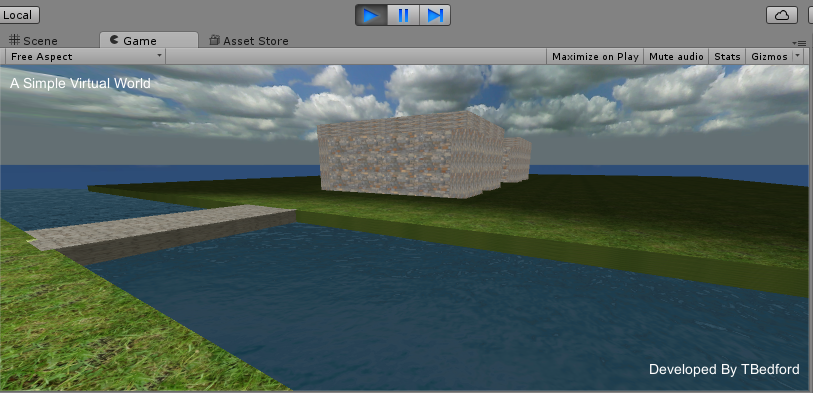 Local
Scene Game Asset Store
Free Aspect Maximize on Play Mute audio Stats Gizmos
A Simple Virtual World
Developed By TBedford